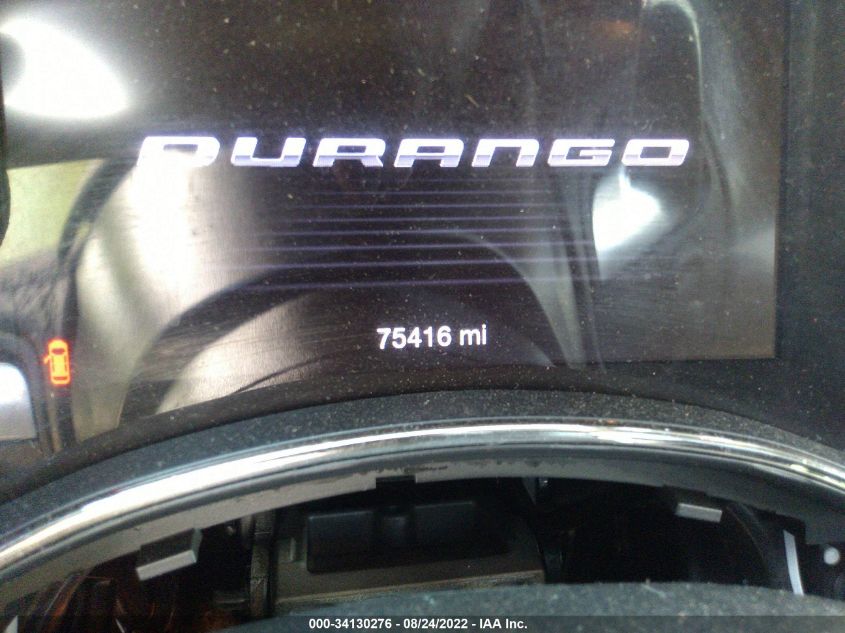 DURANGO
75416 mi
000-34130276 - 08/24/2022 - IAA Inc.